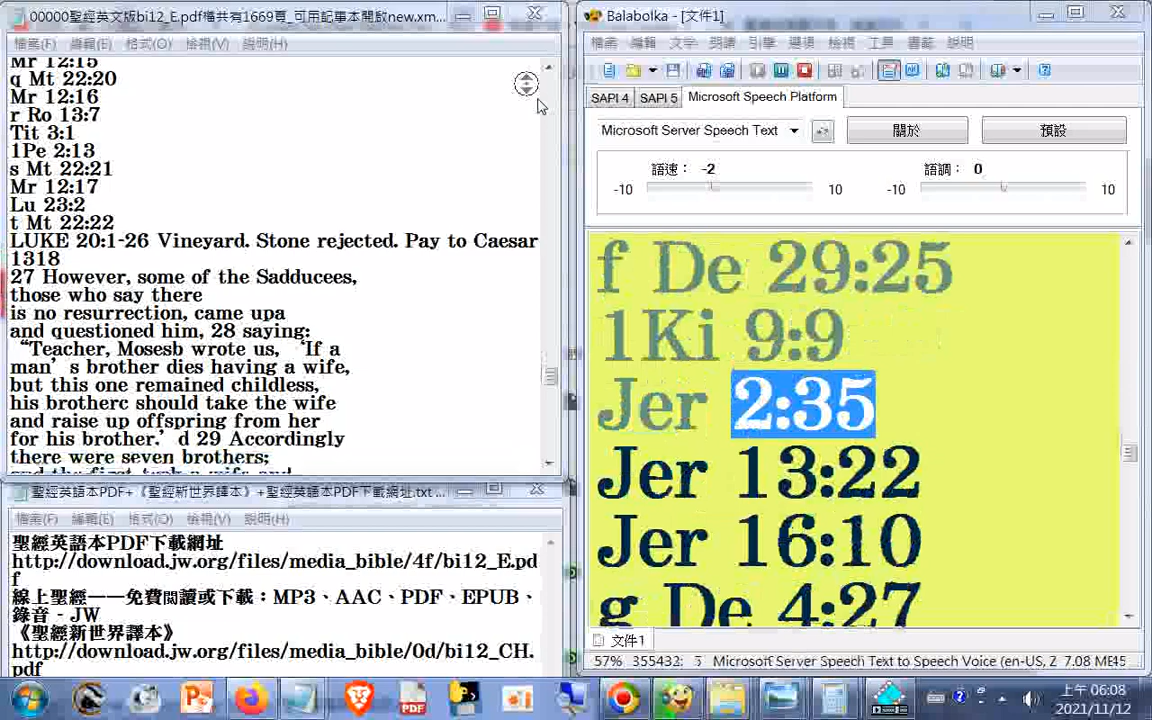 00000聖經英文版bi12_E.pdf檔共有1669頁_可用記事本開啟new.xm...
檔案(F) 編輯(E) 格式(O) 檢視(V) 說明(H)
Mr 12:15
q Mt 22:20
Mr 12:16
r Ro 13:7
Tit 3:1
1Pe 2:13
s Mt 22:21
Mr 12:17
Lu 23:2
t Mt 22:22
LUKE 20:1-26 Vineyard. Stone rejected. Pay to Caesar
1318
27 However, some of the Sadducees,
those who say there
is no resurrection, came upa
and questioned him, 28 saying:
“Teacher, Mosesb wrote us, ‘If a
man’s brother dies having a wife,
but this one remained childless,
his brotherc should take the wife
and raise up offspring from her
for his brother.’d 29 Accordingly
there were seven brothers;
and the first took a wife and
聖經英語本PDF+《聖經新世界譯本》+聖經英語本PDF下載網址.txt ...
檔案(F) 編輯(E) 格式(O) 檢視(V) 說明(H)
聖經英語本PDF下載網址
http://download.jw.org/files/media_bible/4f/bi12_E.pd
f
線上聖經——免費閱讀或下載：MP3、AAC、PDF、EPUB、
錄音 - JW
《聖經新世界譯本》
http://download.jw.org/files/media_bible/0d/bi12_CH.
pdf
Balabolka - [文件1]
檔案 編輯 文字 朗讀 引擎 選項 檢視 工具 書籤 說明
SAPI 4 SAPI 5 Microsoft Speech Platform
Microsoft Server Speech Text 關於 預設
語速： -2 語調： 0
-10 10 -10 10
f De 29:25
1Ki 9:9
Jer 2:35
Jer 13:22
Jer 16:10
g De 4:27
文件1
57% 355432: 5 Microsoft Server Speech Text to Speech Voice (en-US, Z 7.08 ME45
上午 06:08
2021/11/12